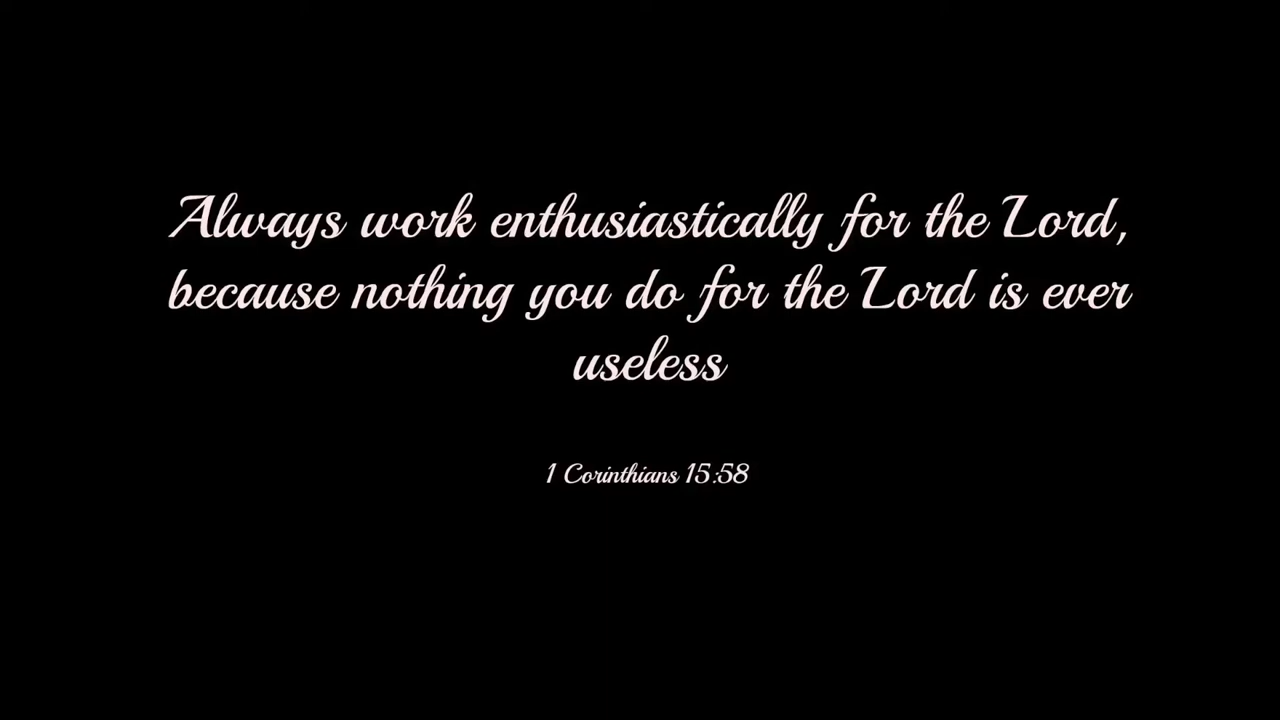 Always work enthusiastically for the Lord,
because nothing you do for the Lord is ever
useless
1 Corinthians 15:58